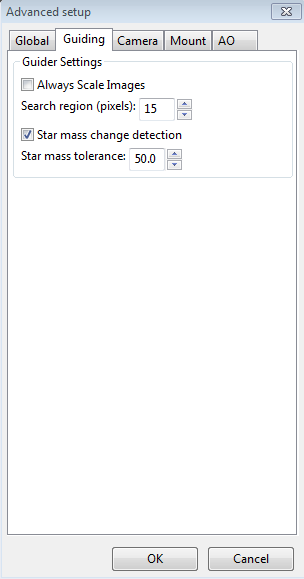 Advanced setup
Global Guiding Camera Mount AO
Guider Settings
Always Scale Images
Search region (pixels): 15
Star mass change detection
Star mass tolerance: 50.0
OK Cancel